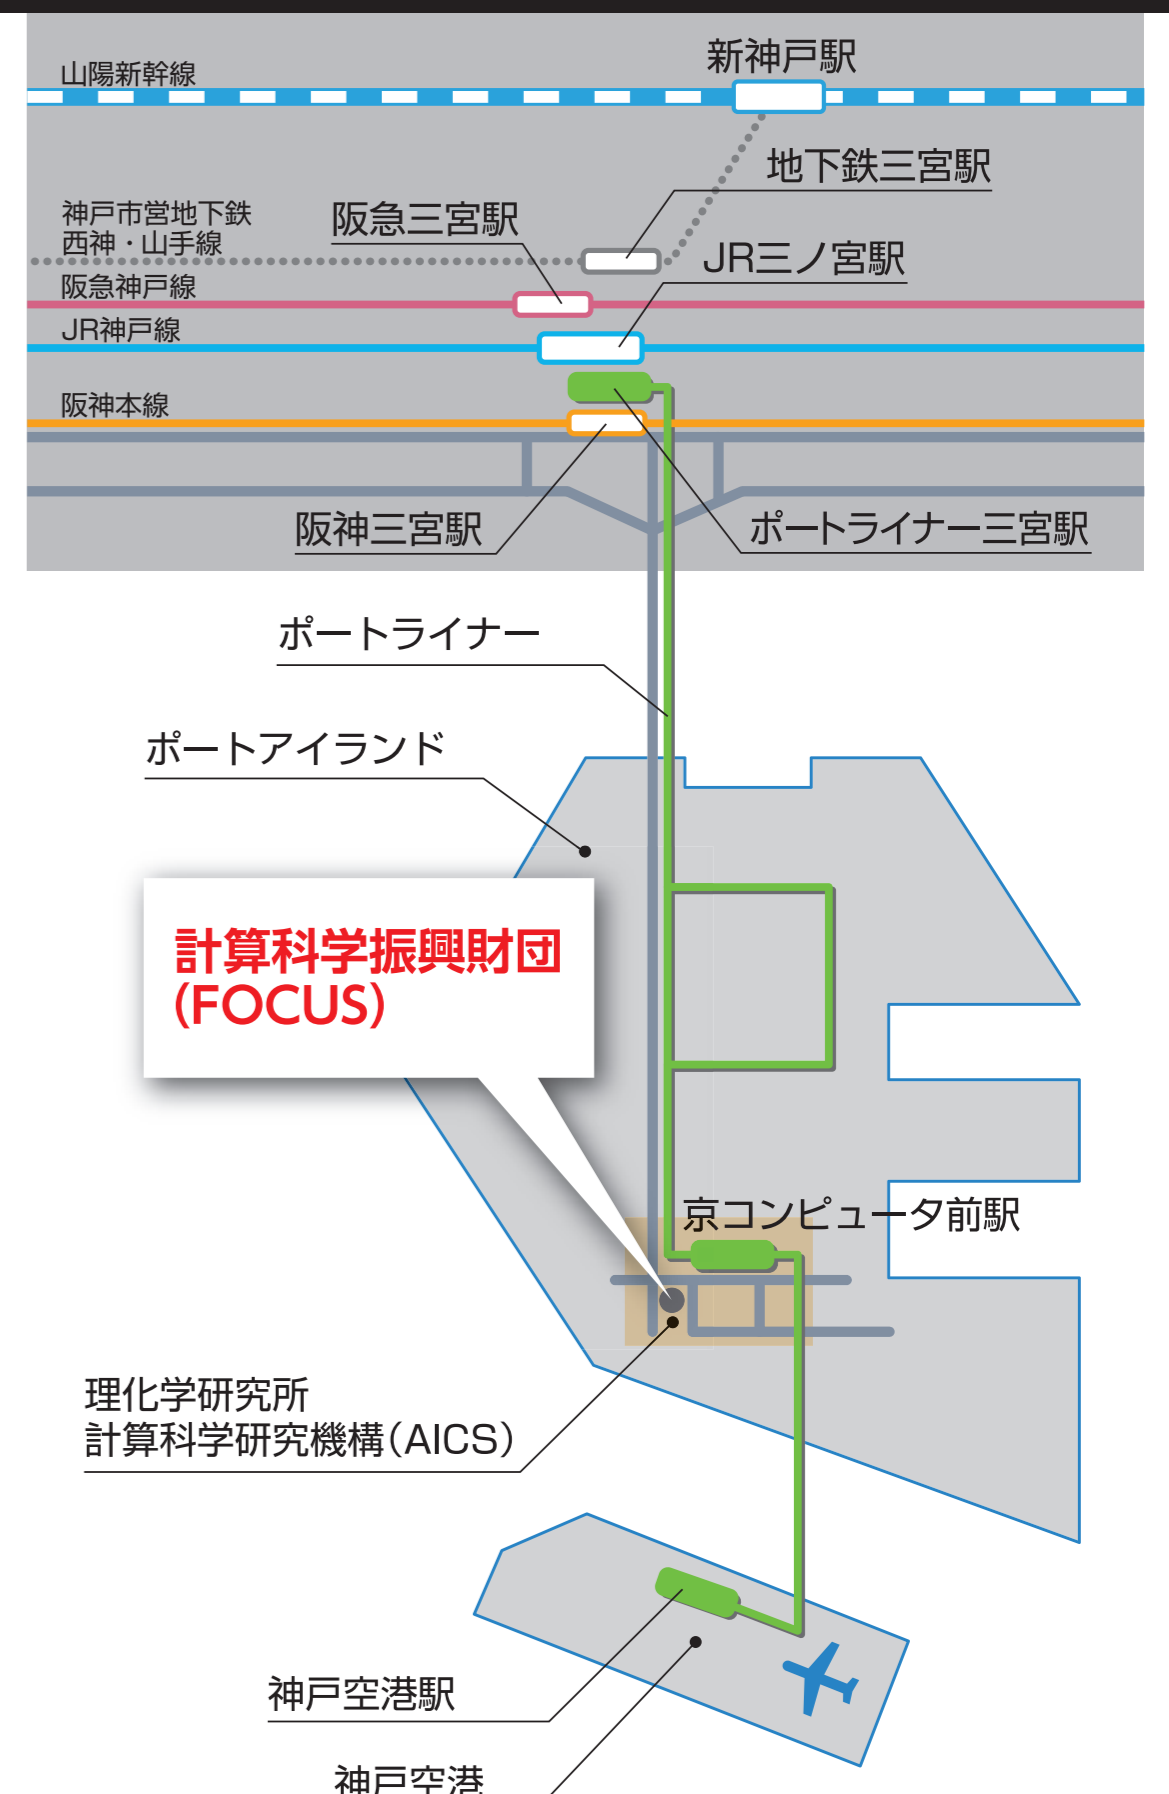 新神戸駅
山陽新幹線
地下鉄三宮駅
神戸市営地下鉄
西神・山手線
阪急三宮駅
JR三ノ宮駅
阪急神戸線
JR神戸線
阪神本線
阪神三宮駅
ポートライナー三宮駅
ポートライナー
ポートアイランド
計算科学振興財団
(FOCUS)
京コンピュータ前駅
理化学研究所
計算科学研究機構(AICS)
神戸空港駅
神戸空港